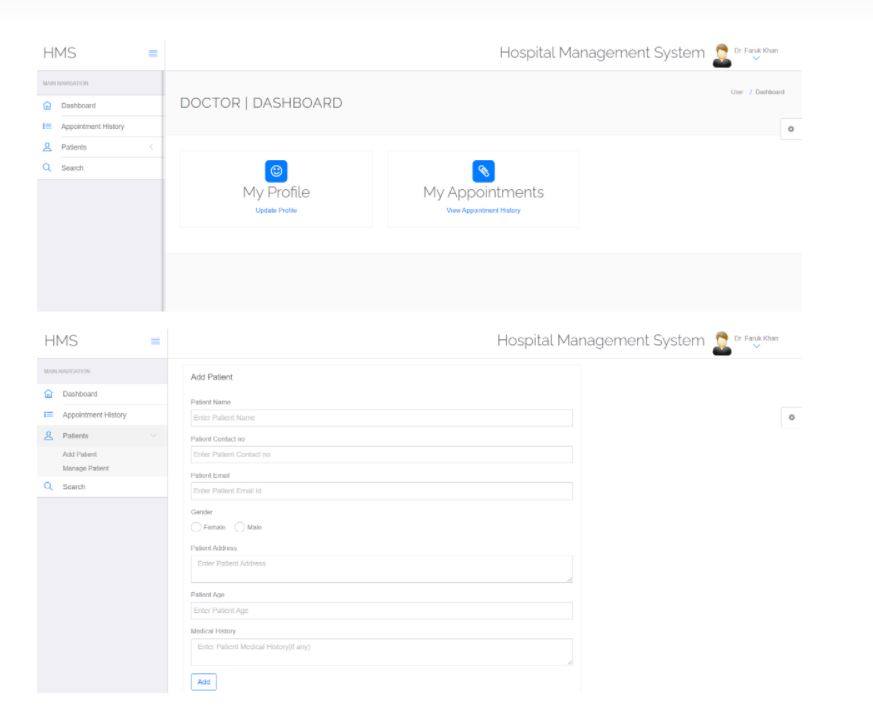 HMS
Hospital Management System
Dr. Faruk Khan
MAIN NAVIGATION
Dashboard
Appointment History
Patients
Search
DOCTOR | DASHBOARD
User / Dashboard
My Profile
Update Profile
My Appointments
View Appointment History
HMS
Hospital Management System
Dr. Faruk Khan
MAIN NAVIGATION
Dashboard
Appointment History
Patients
Add Patient
Manage Patient
Search
Add Patient
Patient Name
Enter Patient Name
Patient Contact no
Enter Patient Contact no
Patient Email
Enter Patient Email id
Gender
Female Male
Patient Address
Enter Patient Address
Patient Age
Enter Patient Age
Medical History
Enter Patient Medical History(if any)
Add